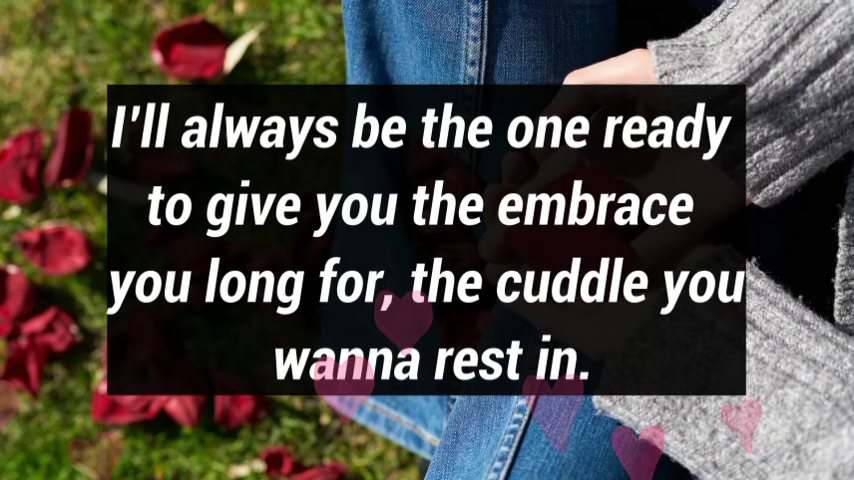 I'll always be the one ready
to give you the embrace
you long for, the cuddle you
wanna rest in.